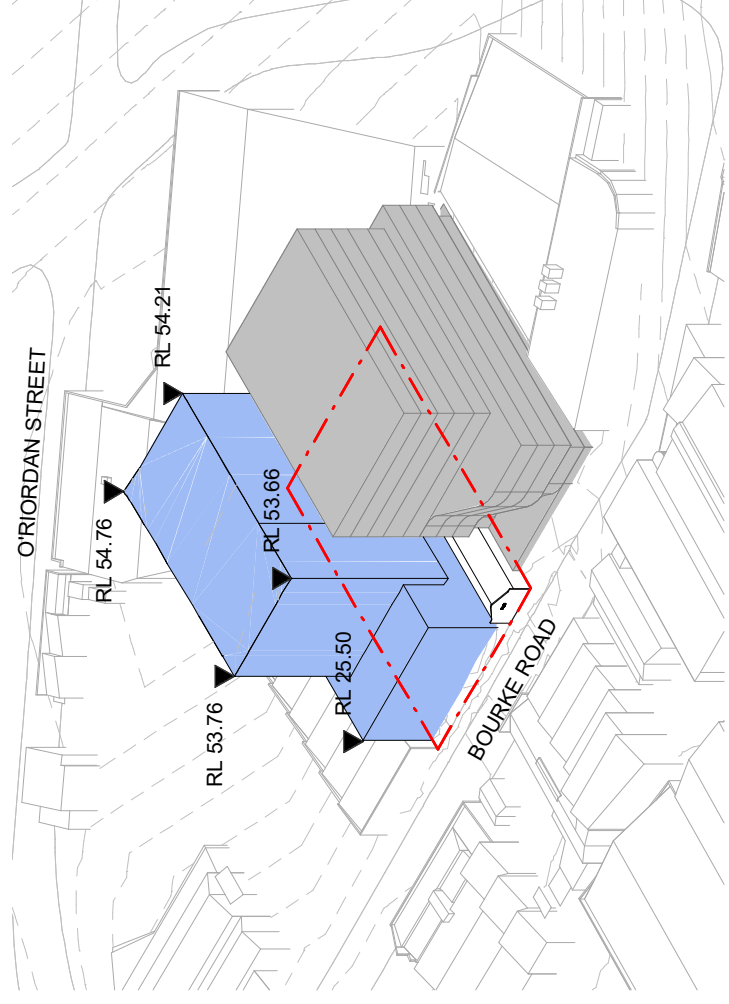 O'RIORDAN STREET
RL 54.21
RL 54.76
RL 53.66
RL 53.76
RL 25.50
BOURKE ROAD